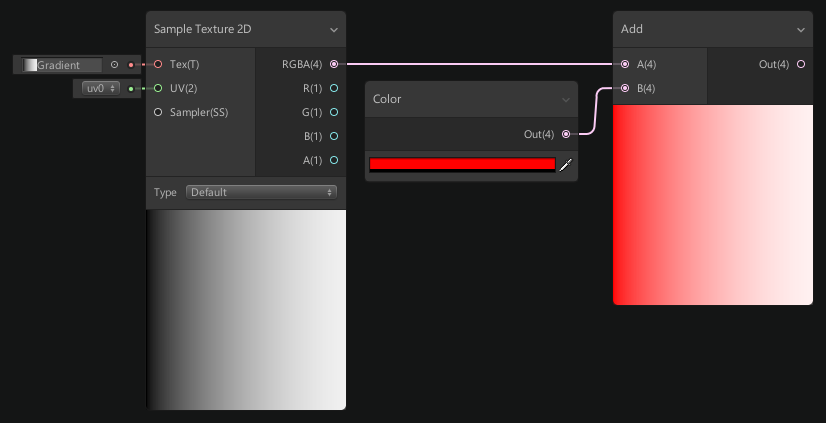 Sample Texture 2D
Gradient
Tex(T)
RGBA(4)
uv0
UV(2)
R(1)
Sampler(SS)
G(1)
B(1)
A(1)
Type
Default
Color
Out(4)
Add
A(4)
Out(4)
B(4)